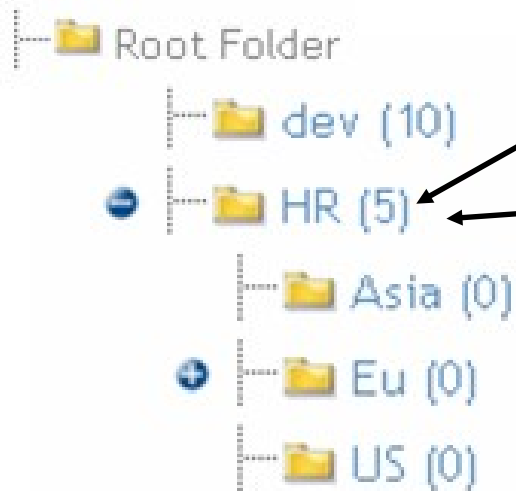 Root Folder
dev (10)
HR (5)
Asia (0)
Eu (0)
US (0)